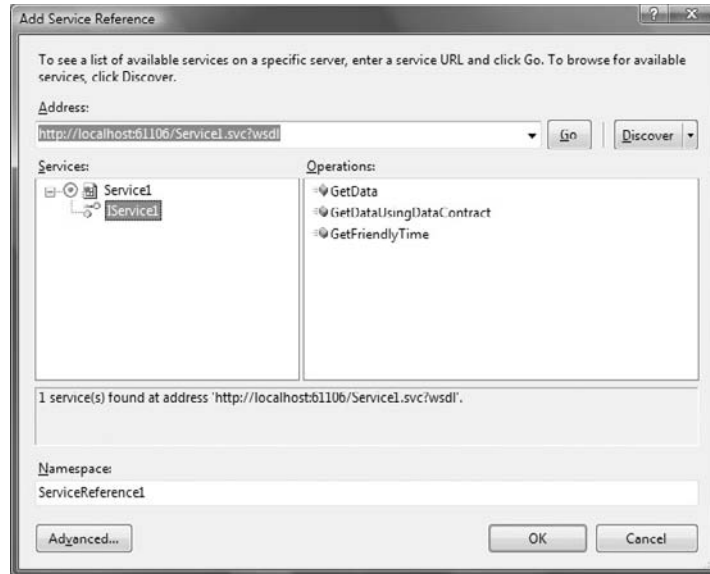 Add Service Reference
To see a list of available services on a specific server, enter a service URL and click Go. To browse for available
services, click Discover.
Address:
http://localhost:61106/Service1.svc?wsdl
Go
Discover
Services:
Operations:
Service1
IService1
GetData
GetDataUsingDataContract
GetFriendlyTime
1 service(s) found at address 'http://localhost:61106/Service1.svc?wsdl'.
Namespace:
ServiceReference1
Advanced...
OK
Cancel